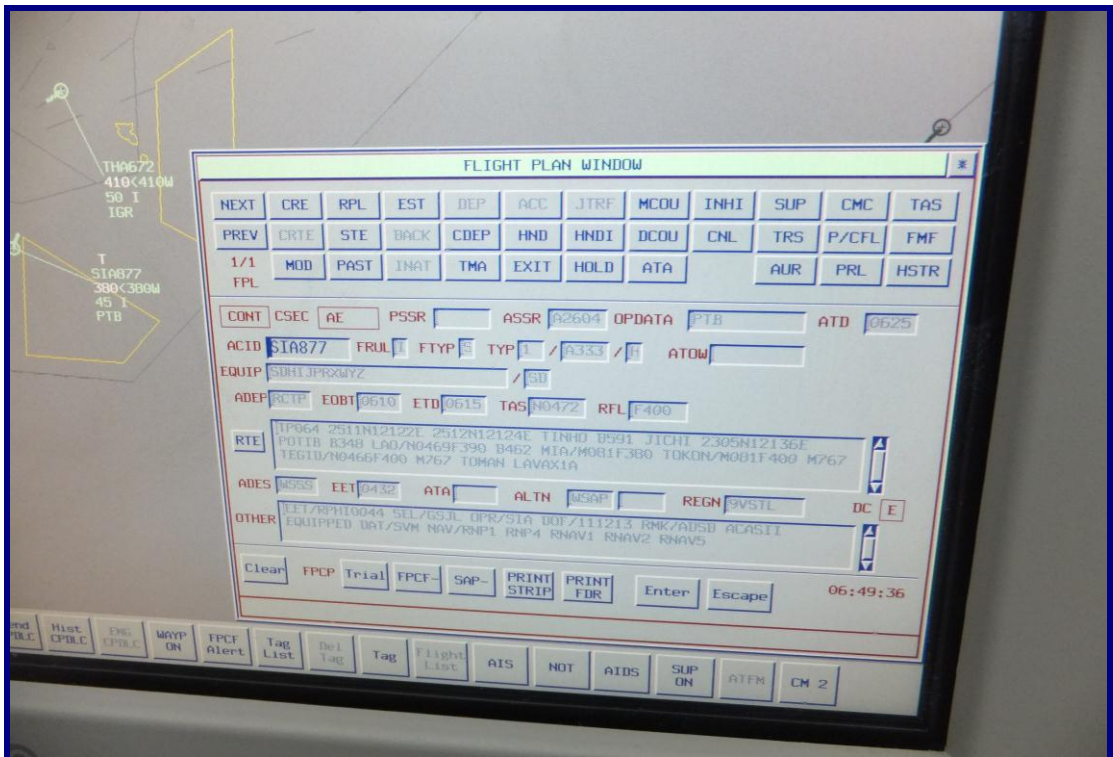 THA672
410<410W
50 I
IGR
T
SIA877
380<380W
45 I
PTB
FLIGHT PLAN WINDOW
NEXT CRE RPL EST DEP ACC JTRF MCOU INHI SUP CMC TAS
PREV CRTE STE BACK CDEP HND HNDI DCOU CNL TRS P/CFL FMF
1/1 MOD PAST INAT TMA EXIT HOLD ATA AUR PRL HSTR
FPL
CONT CSEC AE PSSR ASSR A2604 OPDATA PTB ATD 0625
ACID SIA877 FRUL I FTYP S TYP 1 / A333 / H ATOW
EQUIP SDHIJPRXWYZ / SD
ADEP RCTP EOBT 0610 ETD 0615 TAS N0472 RFL F400
RTE TP064 2511N12122E 2512N12124E TINHO B591 JICHI 2305N12136E
POTIB B348 LAO/N0469F390 B462 MIA/M081F380 TOKON/M081F400 M767
TEGID/N0466F400 M767 TOMAN LAVAX1A
ADES WSSS EET 0432 ATA ALTN WSAP REGN 9VSTL DC E
OTHER EET/RPHI0044 SEL/GSJL OPR/SIA DOF/111213 RMK/ADSB ACASII
EQUIPPED DAT/SVM NAV/RNP1 RNP4 RNAV1 RNAV2 RNAV5
Clear FPCP Trial FPCF- SAP- PRINT STRIP PRINT FDR Enter Escape 06:49:36
CPDLC Hist CPDLC EMG CPDLC WAYP ON FPCF Alert Tag List Del Tag Tag Flight List AIS NOT AIDS SUP ON ATFM CM 2